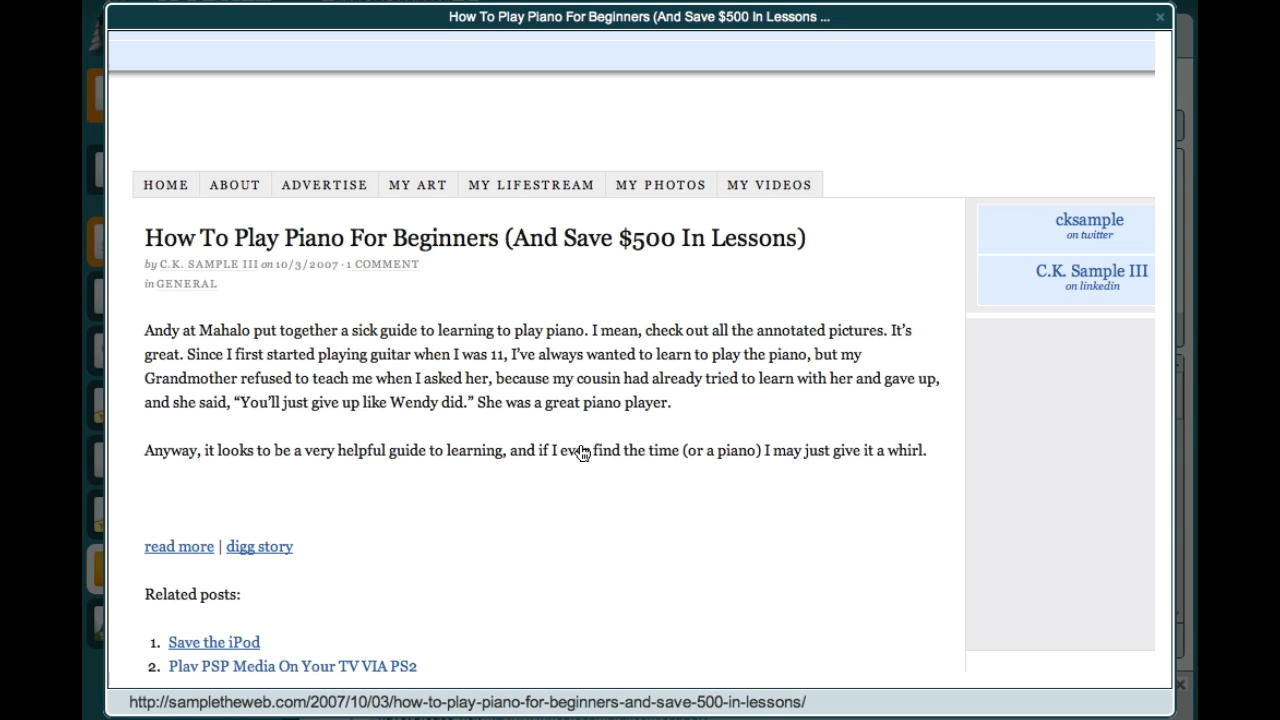 How To Play Piano For Beginners (And Save $500 In Lessons ...
HOME ABOUT ADVERTISE MY ART MY LIFESTREAM MY PHOTOS MY VIDEOS
How To Play Piano For Beginners (And Save $500 In Lessons)
by C.K. SAMPLE III on 10/3/2007 · 1 COMMENT
in GENERAL
Andy at Mahalo put together a sick guide to learning to play piano. I mean, check out all the annotated pictures. It’s
great. Since I first started playing guitar when I was 11, I’ve always wanted to learn to play the piano, but my
Grandmother refused to teach me when I asked her, because my cousin had already tried to learn with her and gave up,
and she said, “You’ll just give up like Wendy did.” She was a great piano player.
Anyway, it looks to be a very helpful guide to learning, and if I ever find the time (or a piano) I may just give it a whirl.
read more | digg story
Related posts:
1. Save the iPod
2. Play PSP Media On Your TV VIA PS2
cksample
on twitter
C.K. Sample III
on linkedin
http://sampletheweb.com/2007/10/03/how-to-play-piano-for-beginners-and-save-500-in-lessons/